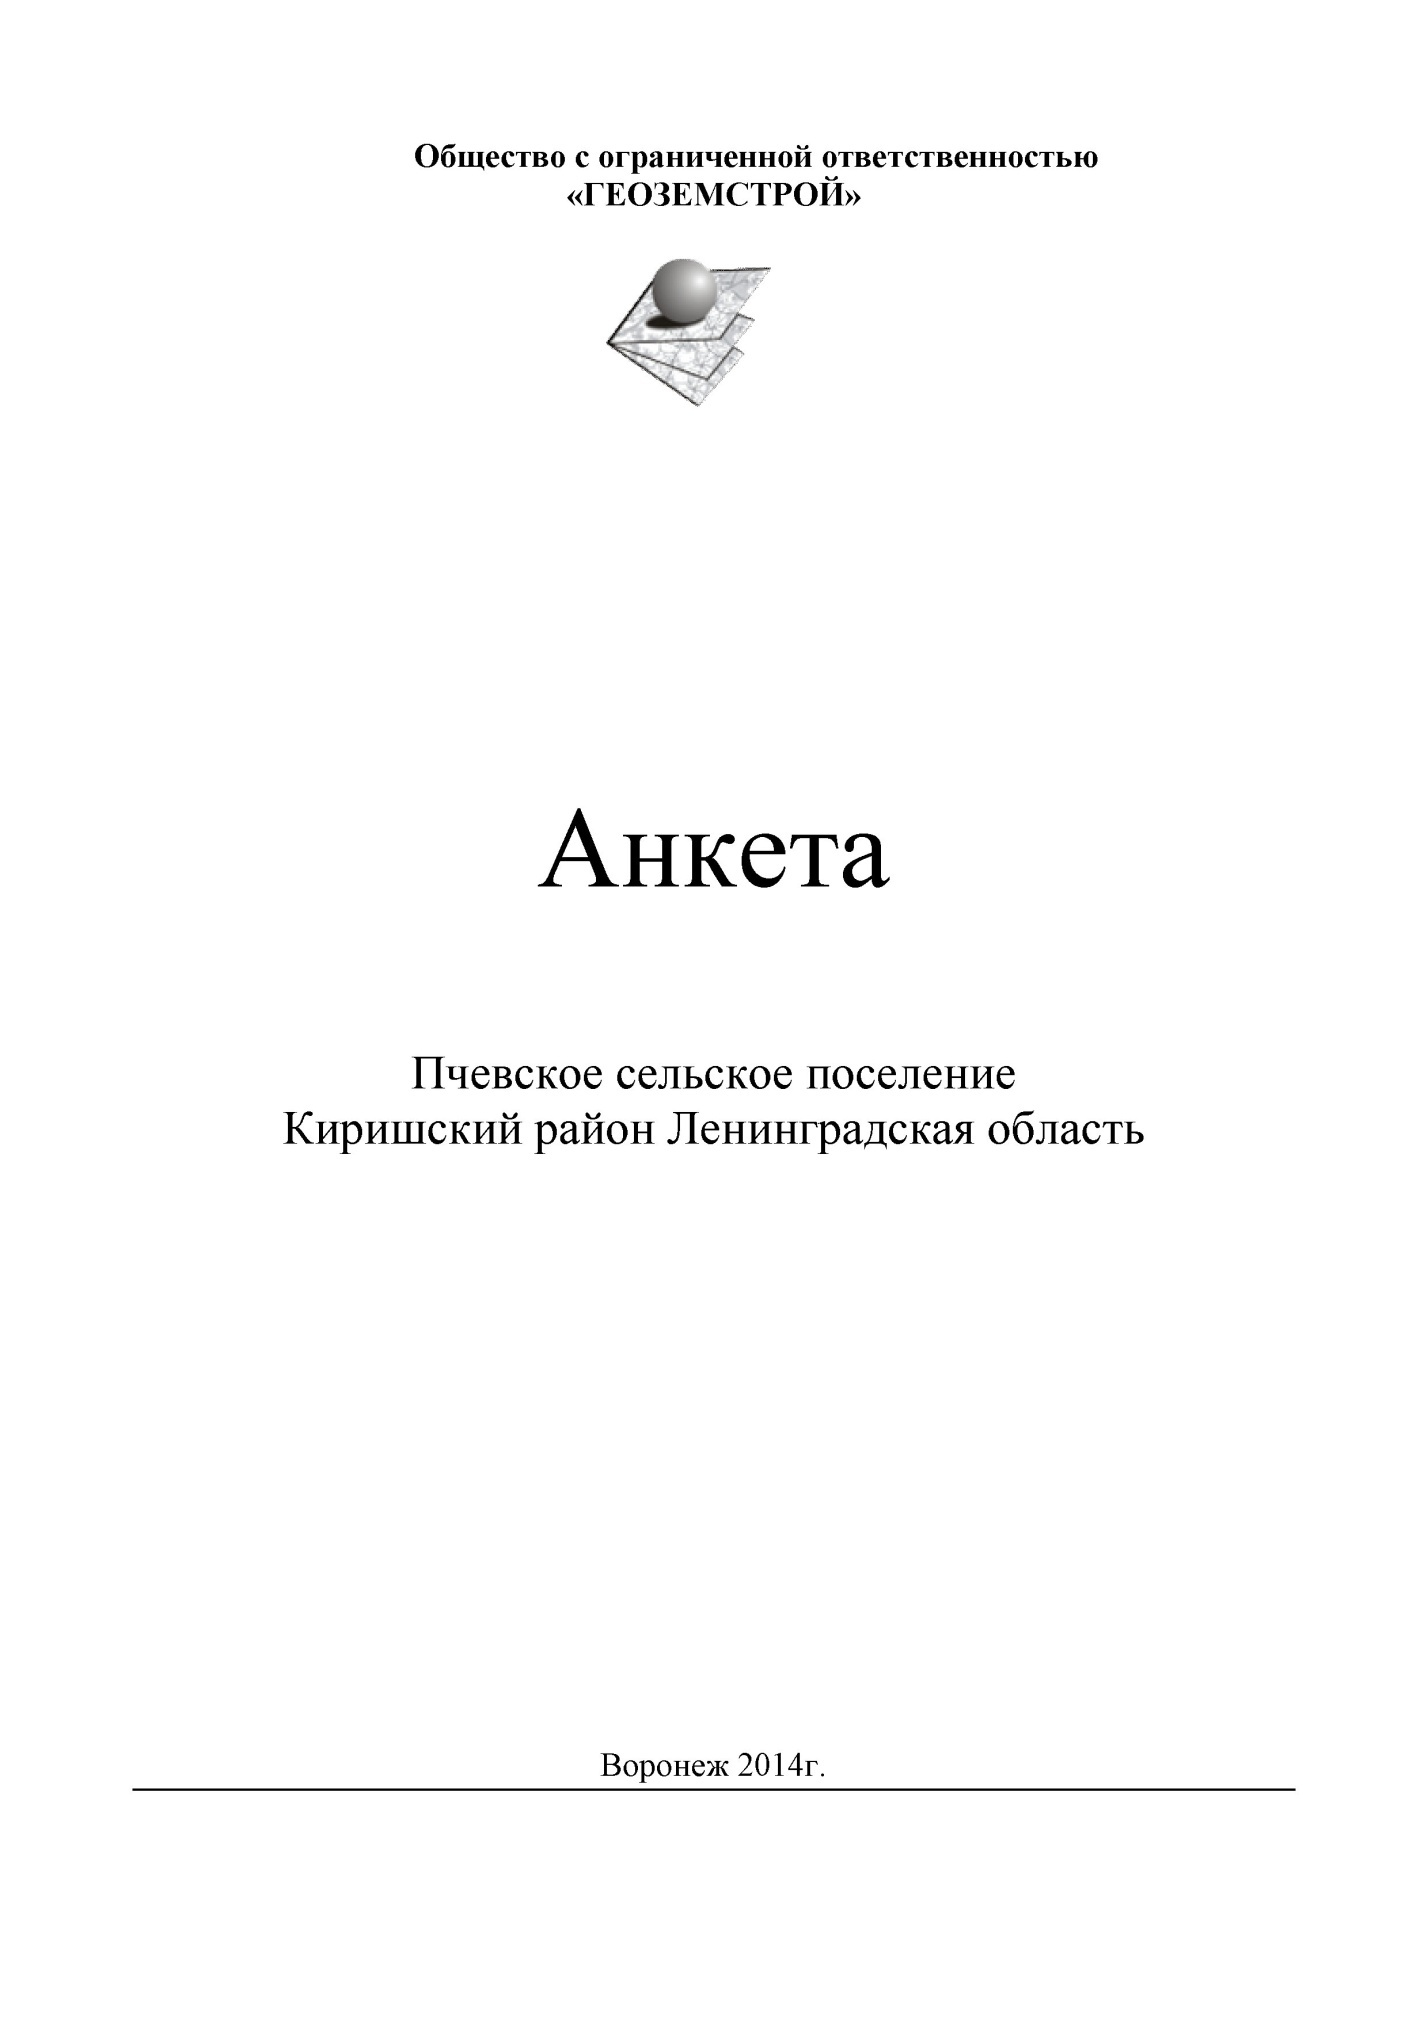 Общество с ограниченной ответственностью
«ГЕОЗЕМСТРОЙ»
Анкета
Пчевское сельское поселение
Киришский район Ленинградская область
Воронеж 2014г.